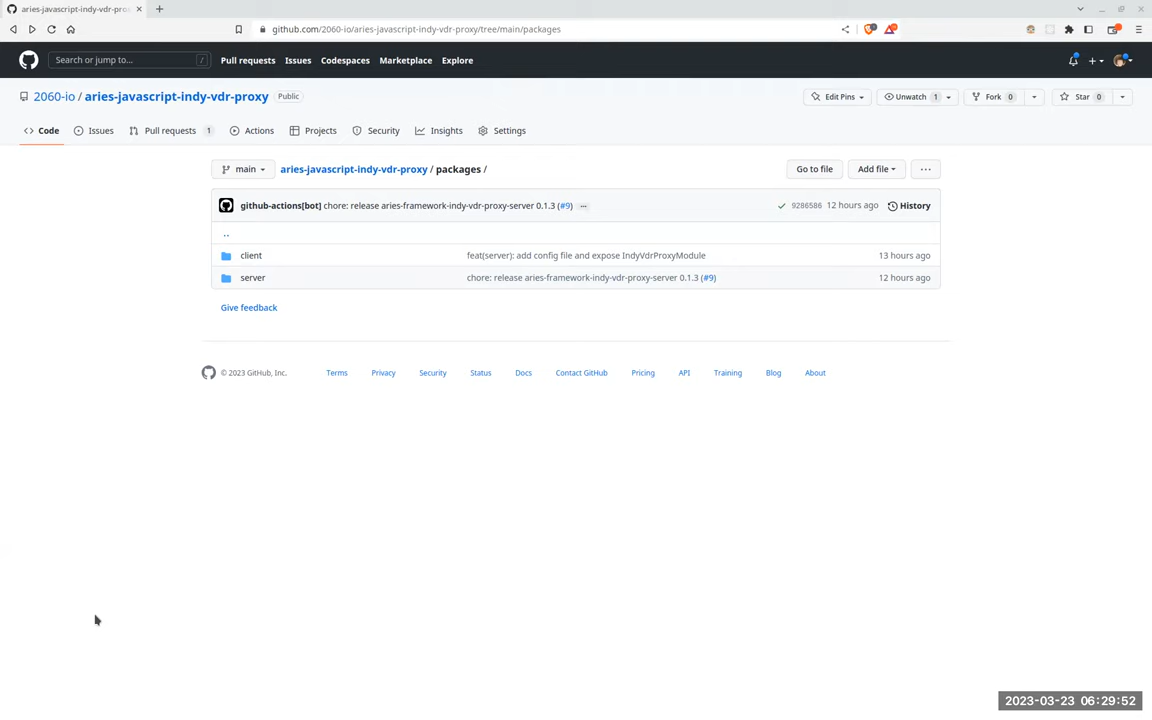 aries-javascript-indy-vdr-prox
github.com/2060-io/aries-javascript-indy-vdr-proxy/tree/main/packages
Search or jump to... /
Pull requests Issues Codespaces Marketplace Explore
2060-io / aries-javascript-indy-vdr-proxy Public
Edit Pins Unwatch 1 Fork 0 Star 0
Code Issues Pull requests 1 Actions Projects Security Insights Settings
main aries-javascript-indy-vdr-proxy / packages / Go to file Add file ...
github-actions[bot] chore: release aries-framework-indy-vdr-proxy-server 0.1.3 (#9) ... 9286586 12 hours ago History
..
client feat(server): add config file and expose IndyVdrProxyModule 13 hours ago
server chore: release aries-framework-indy-vdr-proxy-server 0.1.3 (#9) 12 hours ago
Give feedback
© 2023 GitHub, Inc. Terms Privacy Security Status Docs Contact GitHub Pricing API Training Blog About
2023-03-23 06:29:52